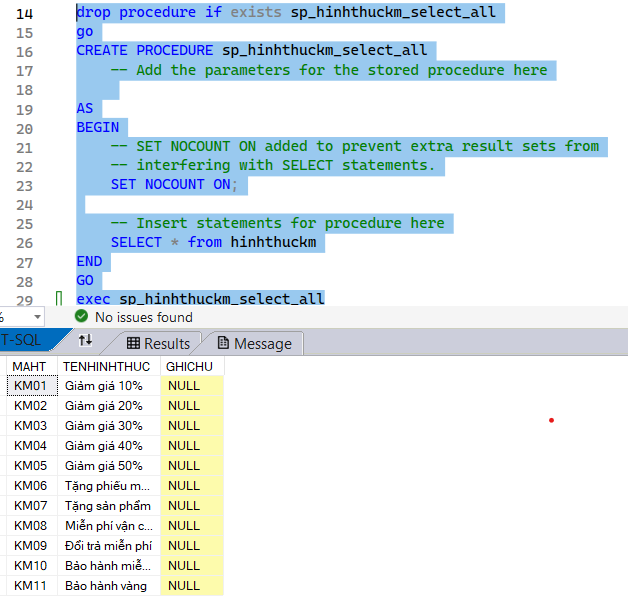 14 drop procedure if exists sp_hinhthuckm_select_all
15 go
16 CREATE PROCEDURE sp_hinhthuckm_select_all
17 -- Add the parameters for the stored procedure here
18
19 AS
20 BEGIN
21 -- SET NOCOUNT ON added to prevent extra result sets from
22 -- interfering with SELECT statements.
23 SET NOCOUNT ON;
24
25 -- Insert statements for procedure here
26 SELECT * from hinhthuckm
27 END
28 GO
29 exec sp_hinhthuckm_select_all
% No issues found
T-SQL Results Message
MAHT TENHINHTHUC GHICHU
KM01 Giảm giá 10% NULL
KM02 Giảm giá 20% NULL
KM03 Giảm giá 30% NULL
KM04 Giảm giá 40% NULL
KM05 Giảm giá 50% NULL
KM06 Tặng phiếu m... NULL
KM07 Tặng sản phẩm NULL
KM08 Miễn phí vận c... NULL
KM09 Đổi trả miễn phí NULL
KM10 Bảo hành miễ... NULL
KM11 Bảo hành vàng NULL